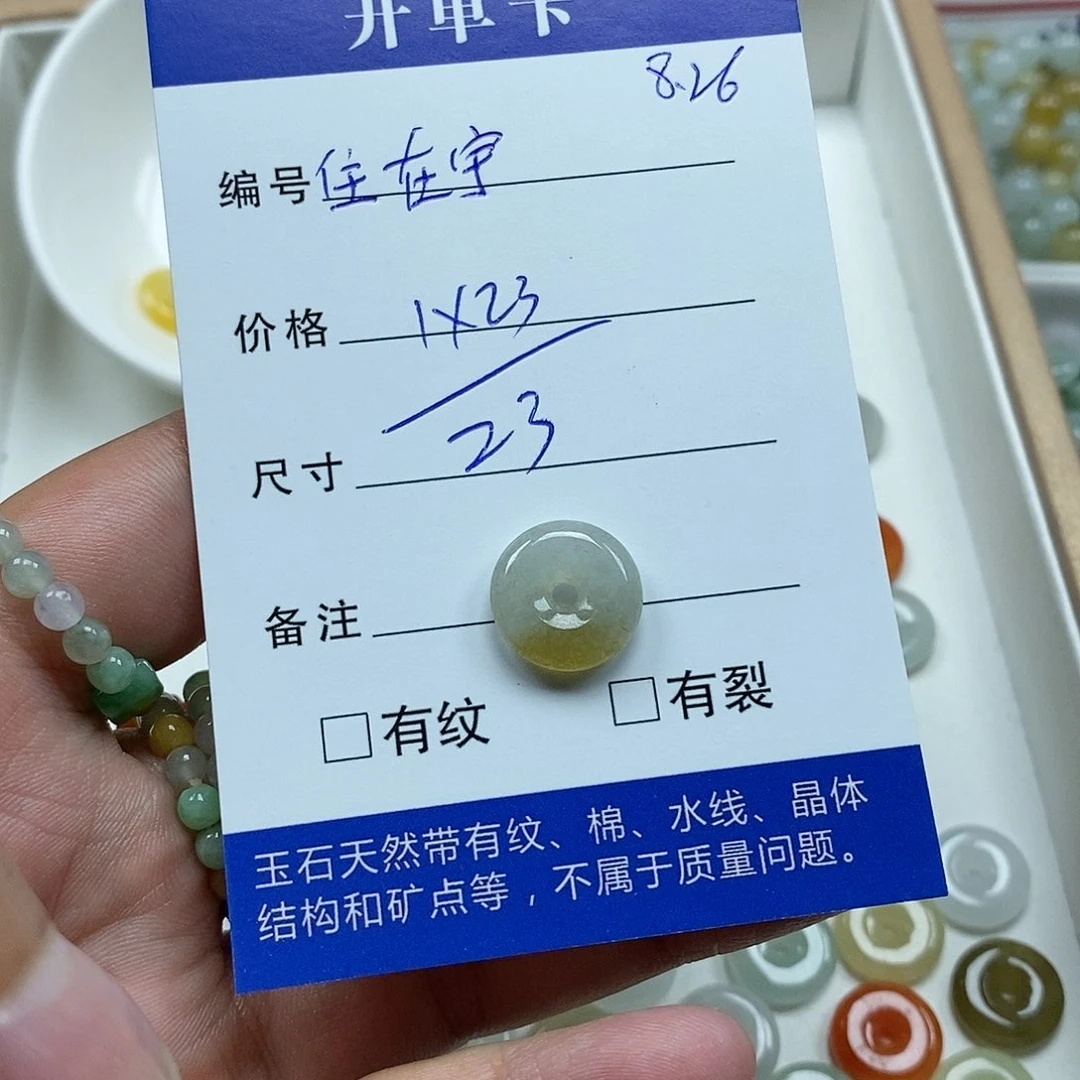 开单卡
8.26
编号 住在宇
价格 1X23
尺寸 23
备注
□有纹 □有裂
玉石天然带有纹、棉、水线、晶体
结构和矿点等，不属于质量问题。